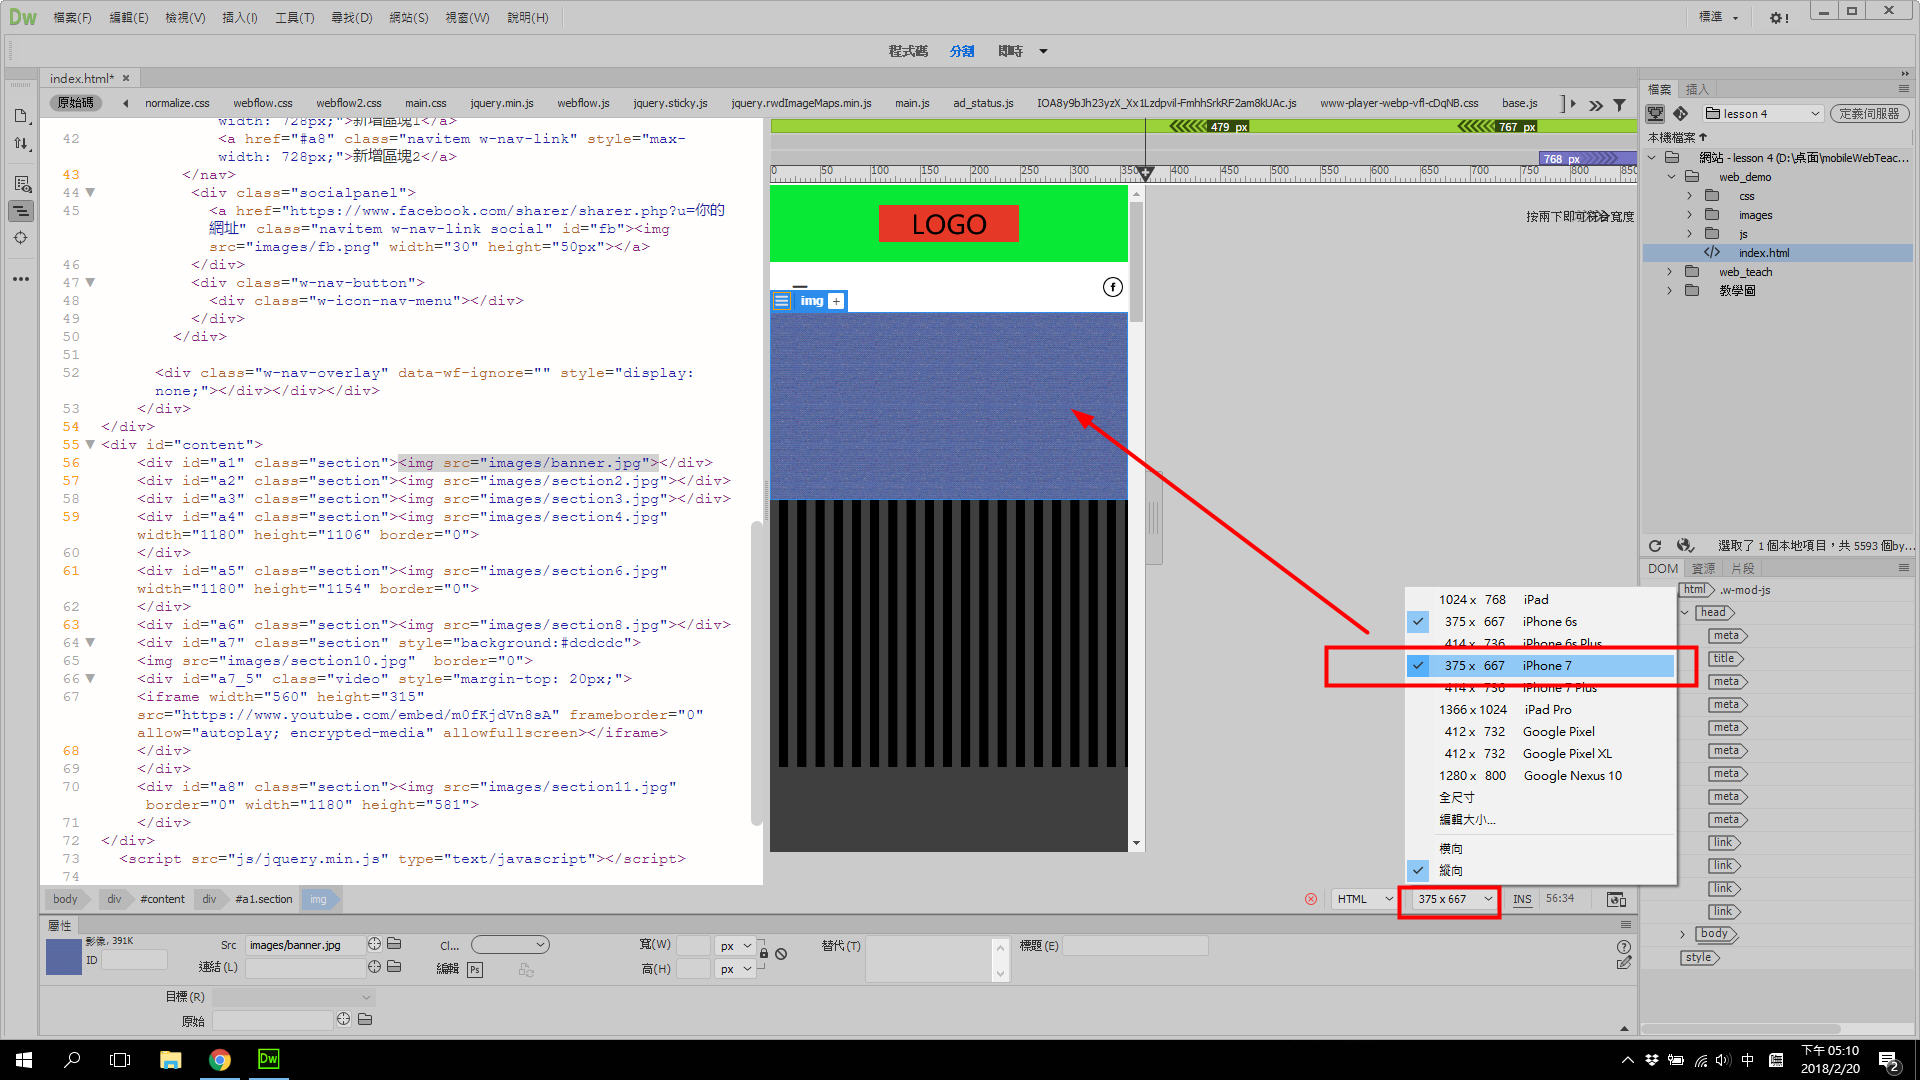 Dw 檔案(F) 編輯(E) 檢視(V) 插入(I) 工具(T) 尋找(D) 網站(S) 視窗(W) 說明(H) 標準
程式碼 分割 即時
index.html*
原始碼 normalize.css webflow.css webflow2.css main.css jquery.min.js webflow.js jquery.sticky.js jquery.rwdImageMaps.min.js main.js ad_status.js IOA8y9bJh23yzX_Xx1Lzdpvil-FmhhSrkRF2am8kUAc.js www-player-webp-vfl-cDqNB.css base.js
width: 728px;">新增區塊1</a>
42 <a href="#a8" class="navitem w-nav-link" style="max-
width: 728px;">新增區塊2</a>
43 </nav>
44 <div class="socialpanel">
45 <a href="https://www.facebook.com/sharer/sharer.php?u=你的
網址" class="navitem w-nav-link social" id="fb"><img
src="images/fb.png" width="30" height="50px"></a>
46 </div>
47 <div class="w-nav-button">
48 <div class="w-icon-nav-menu"></div>
49 </div>
50 </div>
51
52 <div class="w-nav-overlay" data-wf-ignore="" style="display:
none;"></div></div></div>
53 </div>
54 </div>
55 <div id="content">
56 <div id="a1" class="section"><img src="images/banner.jpg"></div>
57 <div id="a2" class="section"><img src="images/section2.jpg"></div>
58 <div id="a3" class="section"><img src="images/section3.jpg"></div>
59 <div id="a4" class="section"><img src="images/section4.jpg"
width="1180" height="1106" border="0">
60 </div>
61 <div id="a5" class="section"><img src="images/section6.jpg"
width="1180" height="1154" border="0">
62 </div>
63 <div id="a6" class="section"><img src="images/section8.jpg"></div>
64 <div id="a7" class="section" style="background:#dcdcdc">
65 <img src="images/section10.jpg"  border="0">
66 <div id="a7_5" class="video" style="margin-top: 20px;">
67 <iframe width="560" height="315"
src="https://www.youtube.com/embed/m0fKjdVn8sA" frameborder="0"
allow="autoplay; encrypted-media" allowfullscreen></iframe>
68 </div>
69 </div>
70 <div id="a8" class="section"><img src="images/section11.jpg"
border="0" width="1180" height="581">
71 </div>
72 </div>
73 <script src="js/jquery.min.js" type="text/javascript"></script>
74
479 px 767 px
768 px
0 50 100 150 200 250 300 350 400 450 500 550 600 650 700 750 800 850
LOGO
img +
按兩下即可移
寬度
1024 x 768 iPad
375 x 667 iPhone 6s
414 x 736 iPhone 6s Plus
375 x 667 iPhone 7
414 x 736 iPhone 7 Plus
1366 x 1024 iPad Pro
412 x 732 Google Pixel
412 x 732 Google Pixel XL
1280 x 800 Google Nexus 10
全尺寸
編輯大小...
橫向
縱向
body div #content div #a1.section img
HTML 375 x 667 INS 56:34
檔案 插入
lesson 4 定義伺服器
本機檔案
網站 - lesson 4 (D:\桌面\mobileWebTeac...
web_demo
css
images
js
index.html
web_teach
教學圖
選取了 1 個本地項目，共 5593 個by...
DOM 資源 片段
html .w-mod-js
head
meta
title
meta
meta
meta
meta
meta
meta
meta
link
link
link
link
body
style
屬性
影像, 391K Src images/banner.jpg Cl... 寬(W) px 替代(T) 標題(E)
ID 連結(L) 編輯 Ps 高(H) px
目標(R)
原始
Dw 中 下午 05:10
2018/2/20 2